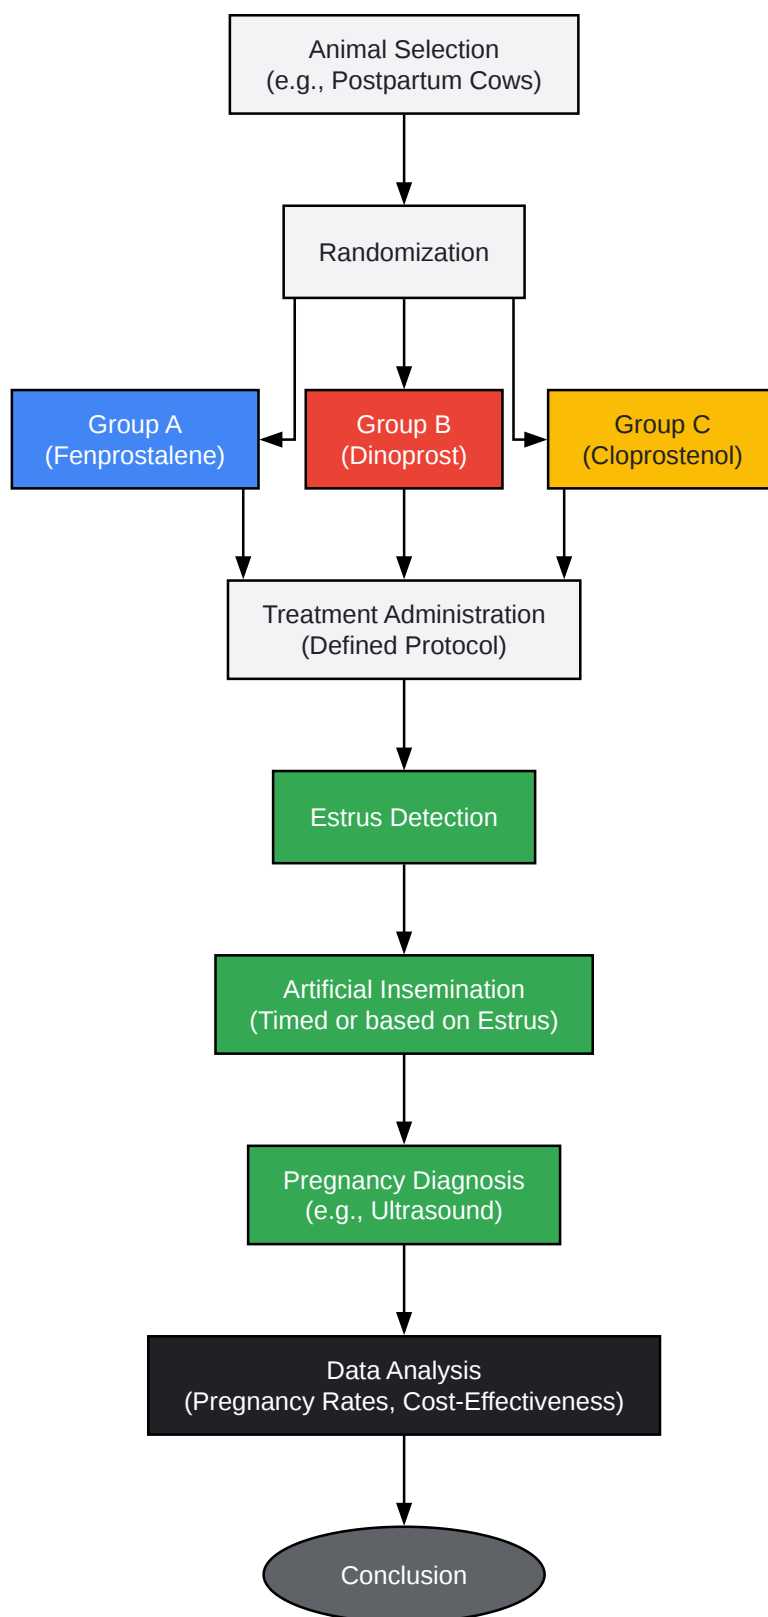 Animal Selection
(e.g., Postpartum Cows)
Randomization
Group A
(Fenprostalene)
Group B
(Dinoprost)
Group C
(Cloprostenol)
Treatment Administration
(Defined Protocol)
Estrus Detection
Artificial Insemination
(Timed or based on Estrus)
Pregnancy Diagnosis
(e.g., Ultrasound)
Data Analysis
(Pregnancy Rates, Cost-Effectiveness)
Conclusion